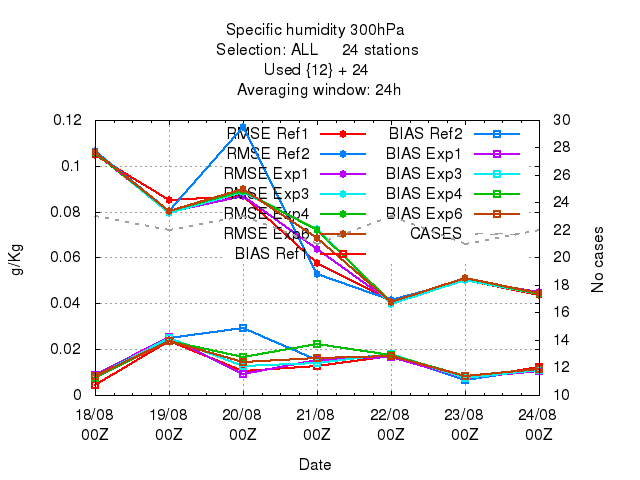 Specific humidity 300hPa
Selection: ALL 24 stations
Used {12} + 24
Averaging window: 24h
0.12
0.1
0.08
0.06
0.04
0.02
0
g/Kg
30
28
26
24
22
20
18
16
14
12
10
No cases
RMSE Ref1
RMSE Ref2
RMSE Exp1
RMSE Exp3
RMSE Exp4
RMSE Exp6
BIAS Ref1
BIAS Ref2
BIAS Exp1
BIAS Exp3
BIAS Exp4
BIAS Exp6
CASES
18/08 19/08 20/08 21/08 22/08 23/08 24/08
00Z 00Z 00Z 00Z 00Z 00Z 00Z
Date